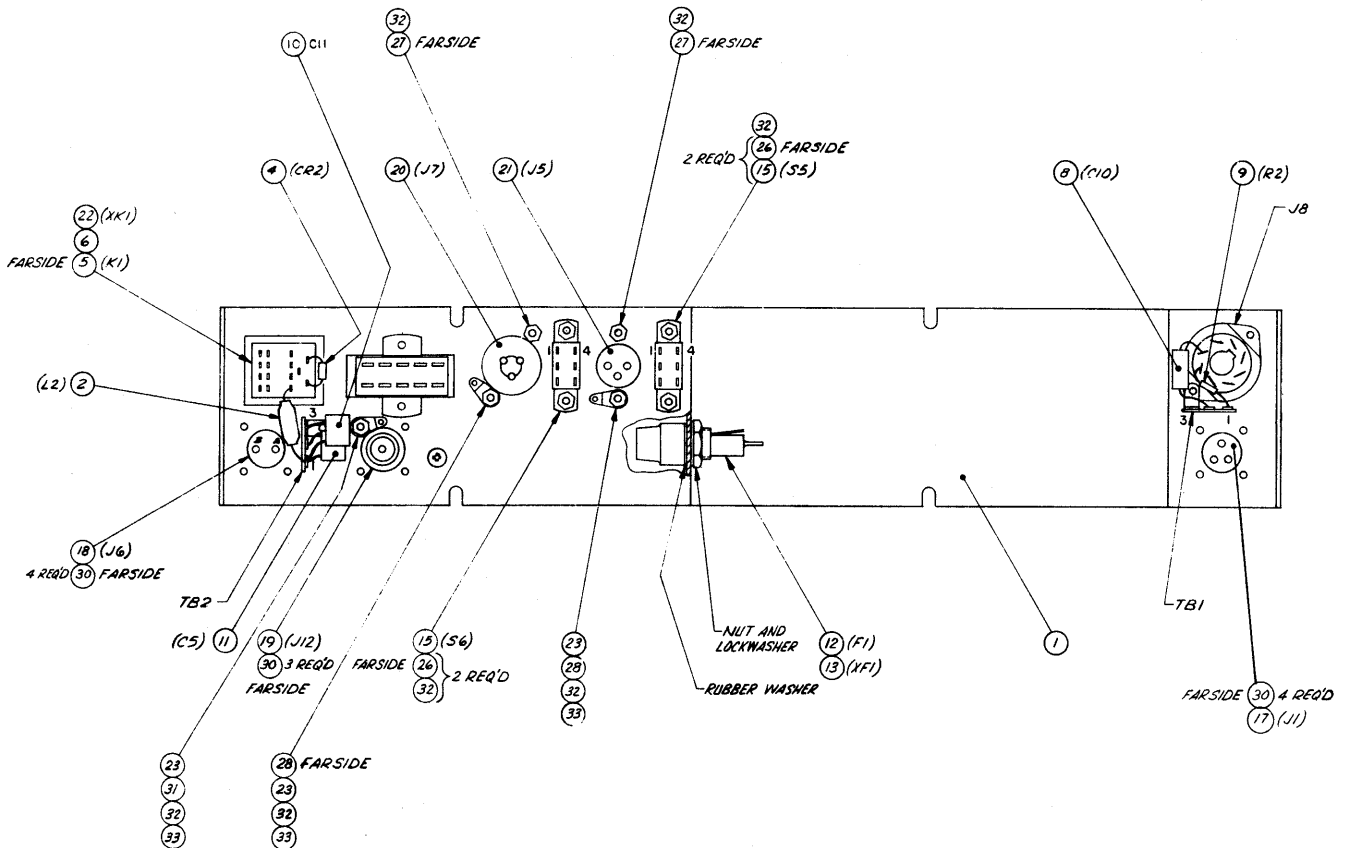 32
27 FARSIDE
32
27 FARSIDE
10 C11
32
2 REQ'D { 26 FARSIDE
15 (S5)
4 (CR2)
20 (J7)
21 (J5)
8 (C10)
9 (R2)
J8
22 (XK1)
6
FARSIDE 5 (K1)
1 4
1 4
(L2) 2
3
B A
1
3 1
18 (J6)
4 REQ'D 30 FARSIDE
TB2
(C5) 11
19 (J12)
30 3 REQ'D
FARSIDE
15 (S6)
FARSIDE 26
32 } 2 REQ'D
23
28
32
33
NUT AND
LOCKWASHER
RUBBER WASHER
12 (F1)
13 (XF1)
1
TB1
FARSIDE 30 4 REQ'D
17 (J1)
23
31
32
33
28 FARSIDE
23
32
33